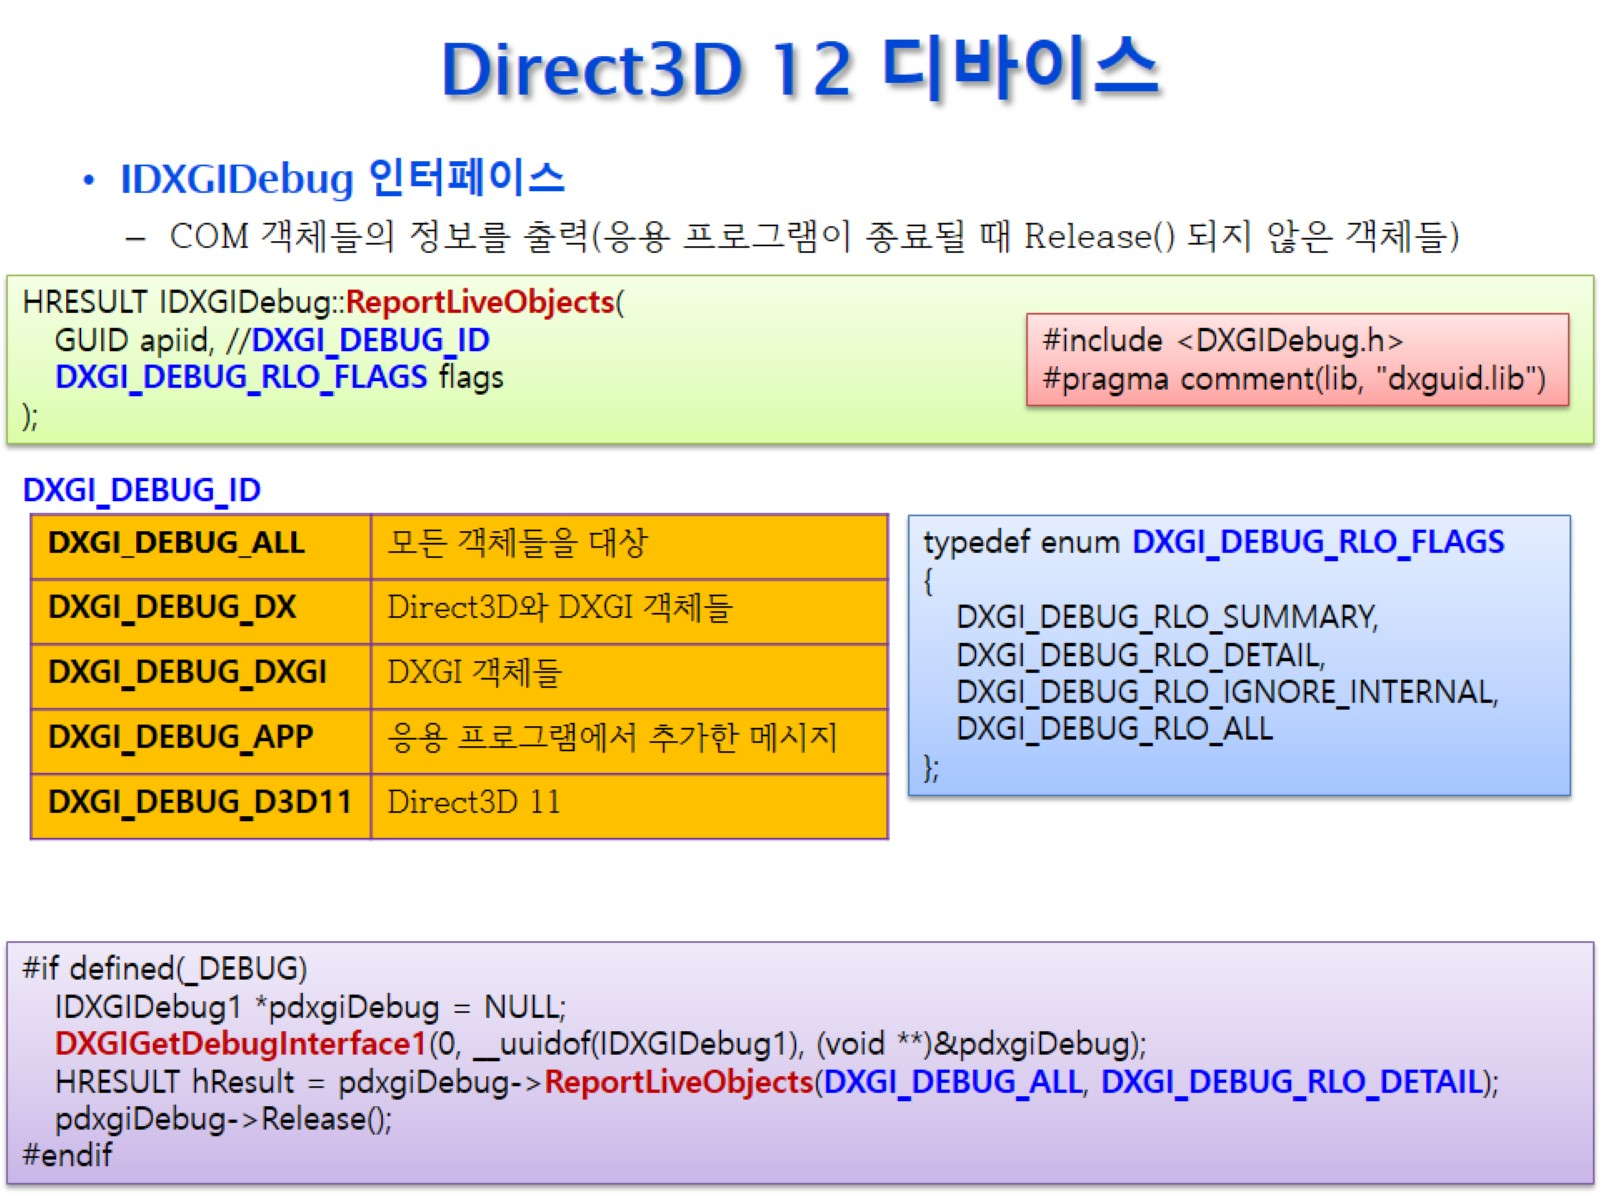 Direct3D 12 디바이스
• IDXGIDebug 인터페이스
– COM 객체들의 정보를 출력(응용 프로그램이 종료될 때 Release() 되지 않은 객체들)
HRESULT IDXGIDebug::ReportLiveObjects(
GUID apiid, //DXGI_DEBUG_ID
DXGI_DEBUG_RLO_FLAGS flags
);
#include <DXGIDebug.h>
#pragma comment(lib, "dxguid.lib")
DXGI_DEBUG_ID
DXGI_DEBUG_ALL 모든 객체들을 대상
DXGI_DEBUG_DX Direct3D와 DXGI 객체들
DXGI_DEBUG_DXGI DXGI 객체들
DXGI_DEBUG_APP 응용 프로그램에서 추가한 메시지
DXGI_DEBUG_D3D11 Direct3D 11
typedef enum DXGI_DEBUG_RLO_FLAGS
{
DXGI_DEBUG_RLO_SUMMARY,
DXGI_DEBUG_RLO_DETAIL,
DXGI_DEBUG_RLO_IGNORE_INTERNAL,
DXGI_DEBUG_RLO_ALL
};
#if defined(_DEBUG)
IDXGIDebug1 *pdxgiDebug = NULL;
DXGIGetDebugInterface1(0, __uuidof(IDXGIDebug1), (void **)&pdxgiDebug);
HRESULT hResult = pdxgiDebug->ReportLiveObjects(DXGI_DEBUG_ALL, DXGI_DEBUG_RLO_DETAIL);
pdxgiDebug->Release();
#endif